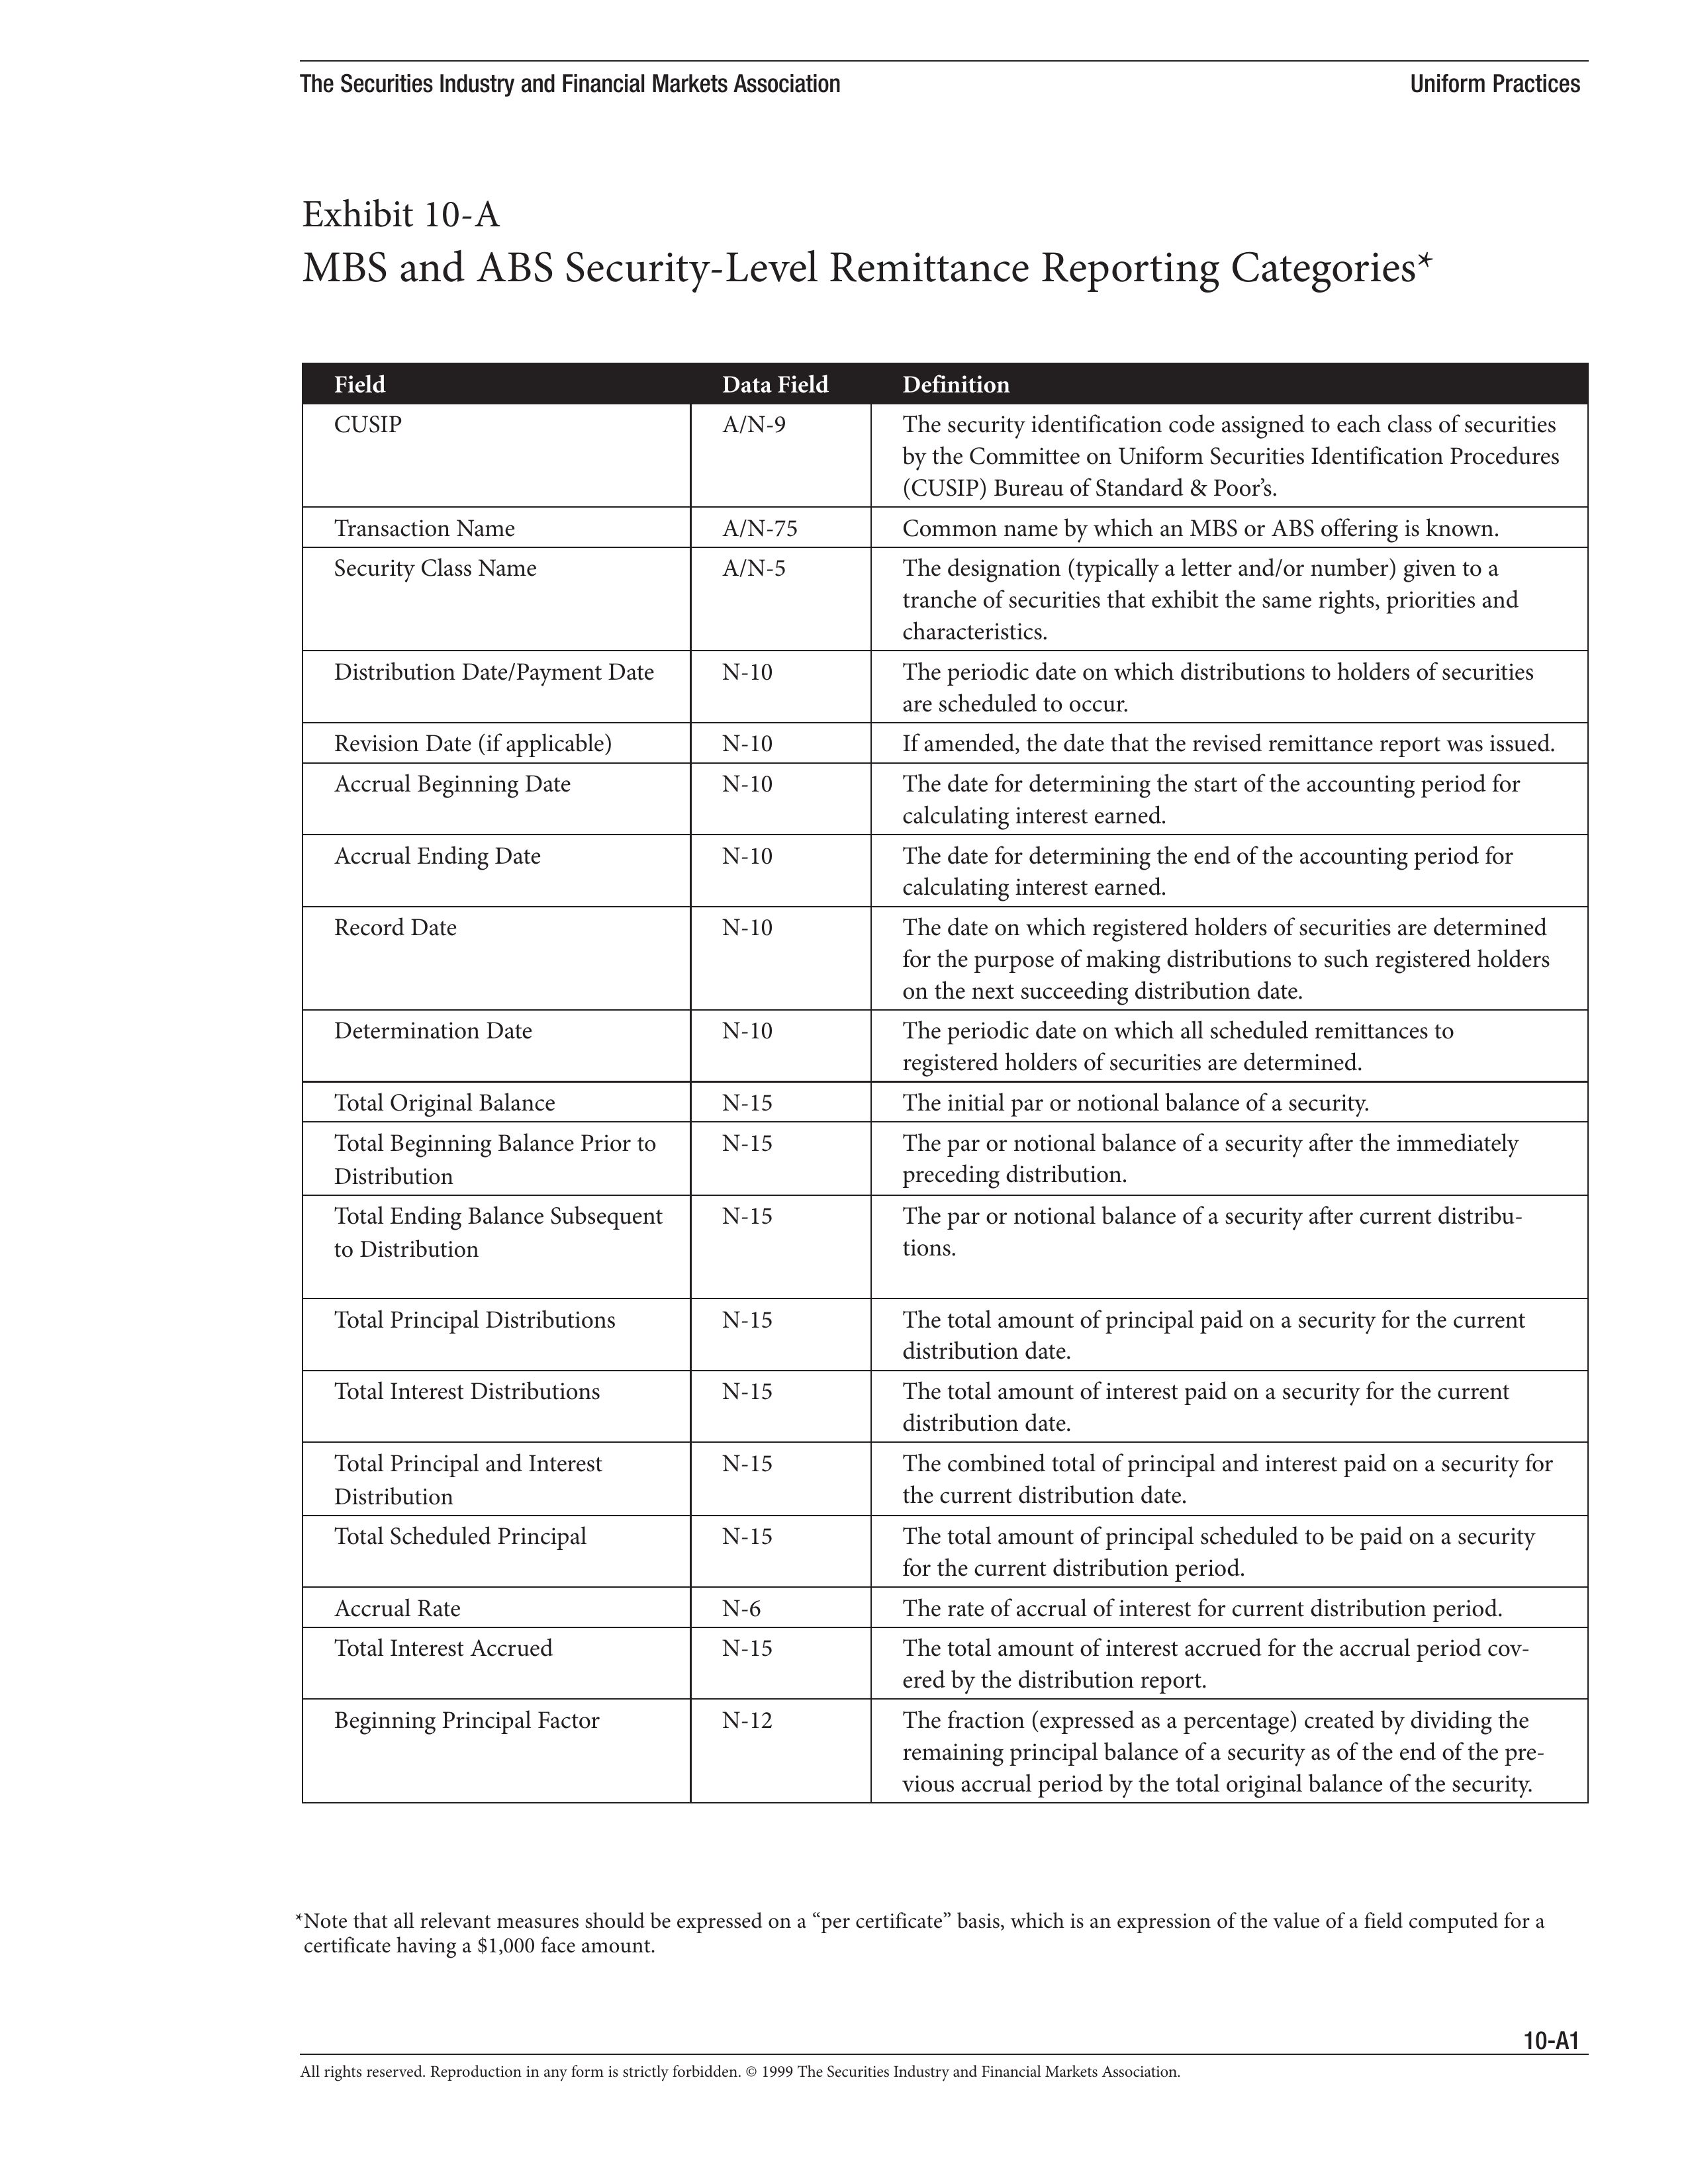 The Securities Industry and Financial Markets Association Uniform Practices
Exhibit 10-A
MBS and ABS Security-Level Remittance Reporting Categories*
Field Data Field Definition
CUSIP A/N-9 The security identification code assigned to each class of securities
by the Committee on Uniform Securities Identification Procedures
(CUSIP) Bureau of Standard & Poor’s.
Transaction Name A/N-75 Common name by which an MBS or ABS offering is known.
Security Class Name A/N-5 The designation (typically a letter and/or number) given to a
tranche of securities that exhibit the same rights, priorities and
characteristics.
Distribution Date/Payment Date N-10 The periodic date on which distributions to holders of securities
are scheduled to occur.
Revision Date (if applicable) N-10 If amended, the date that the revised remittance report was issued.
Accrual Beginning Date N-10 The date for determining the start of the accounting period for
calculating interest earned.
Accrual Ending Date N-10 The date for determining the end of the accounting period for
calculating interest earned.
Record Date N-10 The date on which registered holders of securities are determined
for the purpose of making distributions to such registered holders
on the next succeeding distribution date.
Determination Date N-10 The periodic date on which all scheduled remittances to
registered holders of securities are determined.
Total Original Balance N-15 The initial par or notional balance of a security.
Total Beginning Balance Prior to N-15 The par or notional balance of a security after the immediately
Distribution preceding distribution.
Total Ending Balance Subsequent N-15 The par or notional balance of a security after current distribu-
to Distribution tions.
Total Principal Distributions N-15 The total amount of principal paid on a security for the current
distribution date.
Total Interest Distributions N-15 The total amount of interest paid on a security for the current
distribution date.
Total Principal and Interest N-15 The combined total of principal and interest paid on a security for
Distribution the current distribution date.
Total Scheduled Principal N-15 The total amount of principal scheduled to be paid on a security
for the current distribution period.
Accrual Rate N-6 The rate of accrual of interest for current distribution period.
Total Interest Accrued N-15 The total amount of interest accrued for the accrual period cov-
ered by the distribution report.
Beginning Principal Factor N-12 The fraction (expressed as a percentage) created by dividing the
remaining principal balance of a security as of the end of the pre-
vious accrual period by the total original balance of the security.
*Note that all relevant measures should be expressed on a “per certificate” basis, which is an expression of the value of a field computed for a
certificate having a $1,000 face amount.
10-A1
All rights reserved. Reproduction in any form is strictly forbidden. © 1999 The Securities Industry and Financial Markets Association.